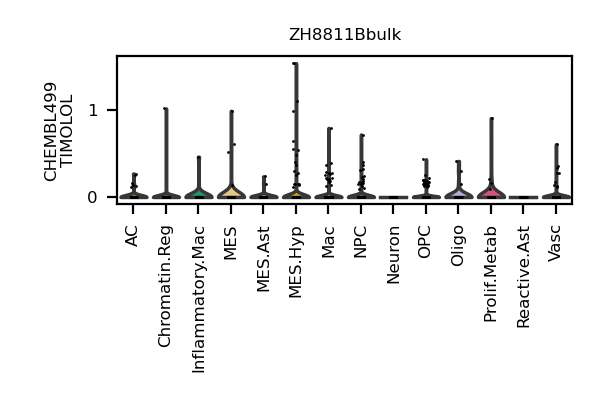 ZH8811Bbulk
CHEMBL499
TIMOLOL
1
0
AC
Chromatin.Reg
Inflammatory.Mac
MES
MES.Ast
MES.Hyp
Mac
NPC
Neuron
OPC
Oligo
Prolif.Metab
Reactive.Ast
Vasc